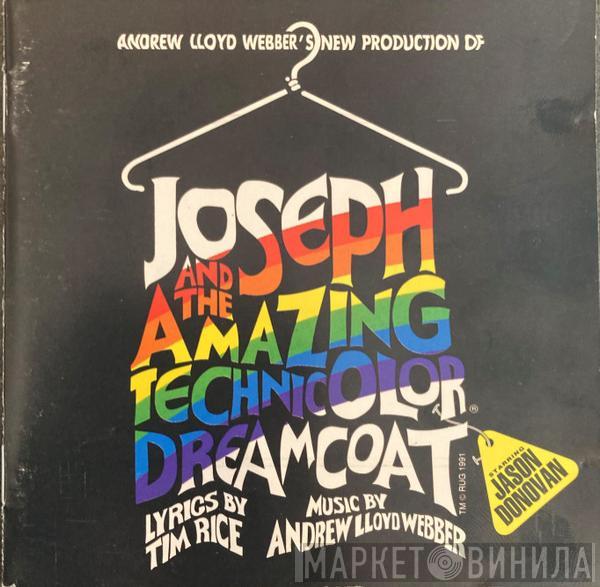 ANDREW LLOYD WEBBER'S NEW PRODUCTION OF
JOSEPH
AND
THE
AMAZING
TECHNICOLOR
DREAMCOAT
®
TM © RUG 1991
STARRING
JASON
DONOVAN
LYRICS BY
TIM RICE
MUSIC BY
ANDREW LLOYD WEBBER
МАРКЕТ ВИНИЛА